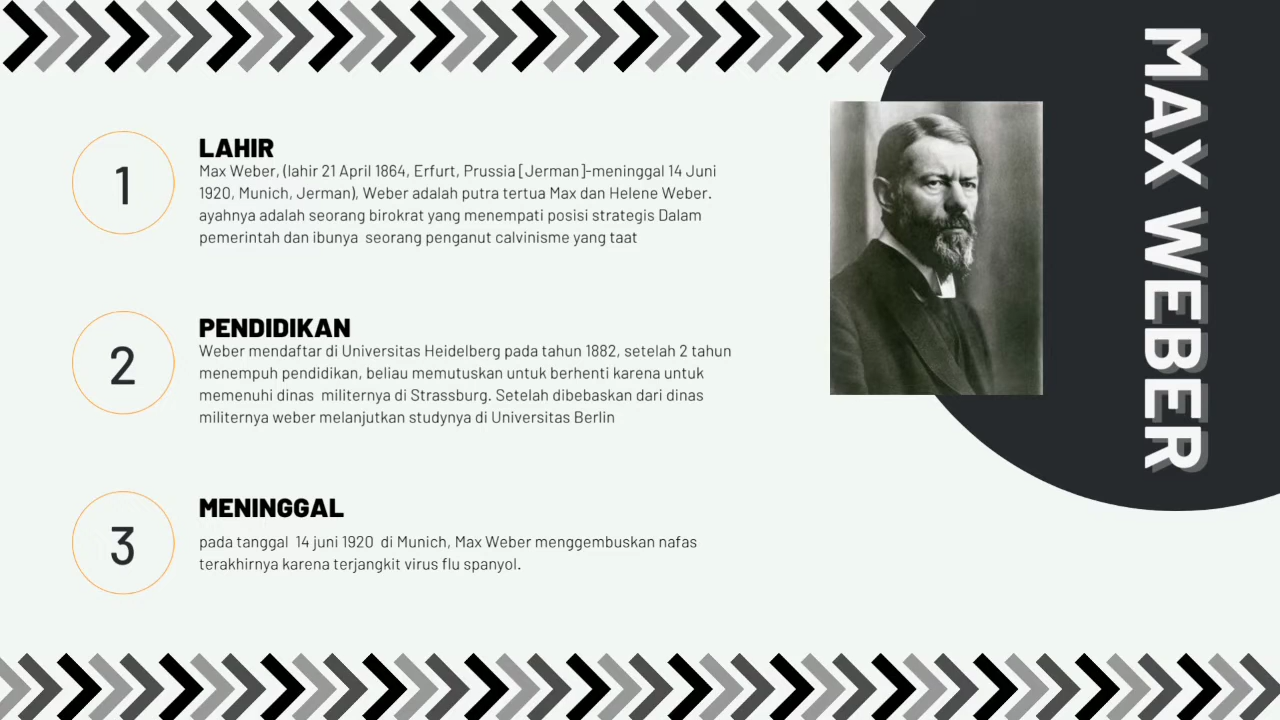 MAX WEBER
1
LAHIR
Max Weber, (lahir 21 April 1864, Erfurt, Prussia [Jerman]-meninggal 14 Juni
1920, Munich, Jerman), Weber adalah putra tertua Max dan Helene Weber.
ayahnya adalah seorang birokrat yang menempati posisi strategis Dalam
pemerintah dan ibunya  seorang penganut calvinisme yang taat
2
PENDIDIKAN
Weber mendaftar di Universitas Heidelberg pada tahun 1882, setelah 2 tahun
menempuh pendidikan, beliau memutuskan untuk berhenti karena untuk
memenuhi dinas  militernya di Strassburg. Setelah dibebaskan dari dinas
militernya weber melanjutkan studynya di Universitas Berlin
3
MENINGGAL
pada tanggal  14 juni 1920  di Munich, Max Weber menggembuskan nafas
terakhirnya karena terjangkit virus flu spanyol.